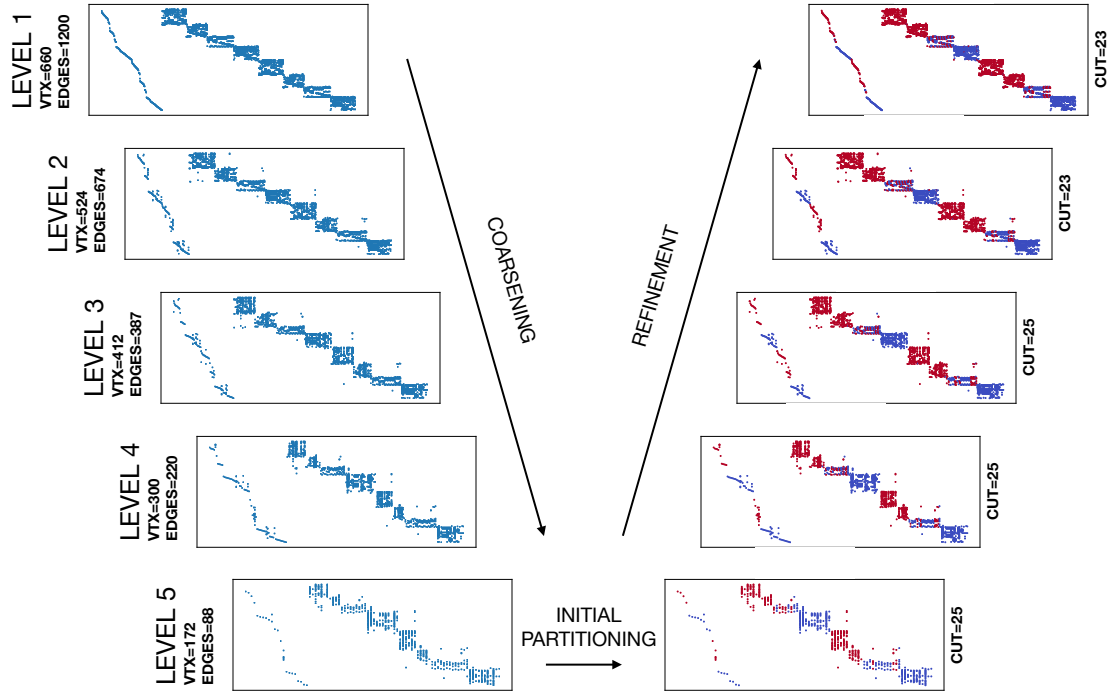 LEVEL 1
VTX=660
EDGES=1200
CUT=23
LEVEL 2
VTX=524
EDGES=674
CUT=23
COARSENING
REFINEMENT
LEVEL 3
VTX=412
EDGES=387
CUT=25
LEVEL 4
VTX=300
EDGES=220
CUT=25
LEVEL 5
VTX=172
EDGES=88
INITIAL
PARTITIONING
CUT=25